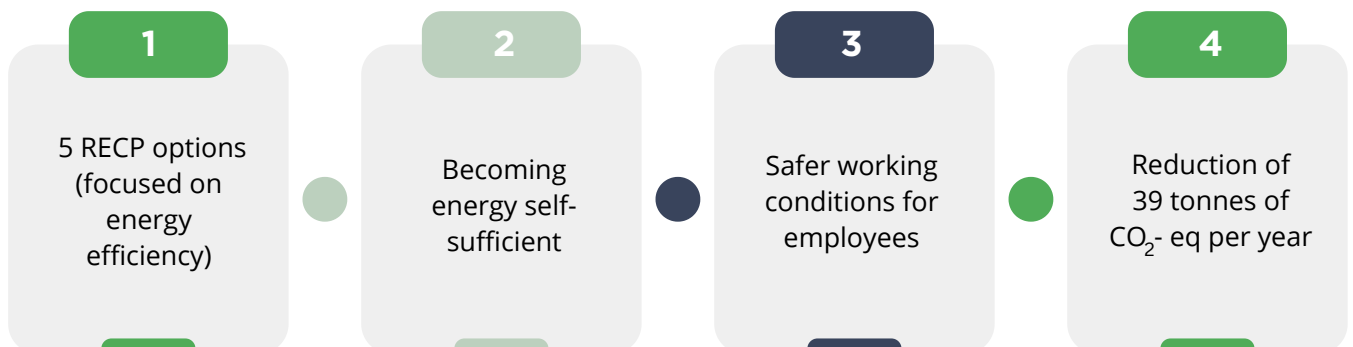 1
5 RECP options
(focused on
energy
efficiency)
2
Becoming
energy self-
sufficient
3
Safer working
conditions for
employees
4
Reduction of
39 tonnes of
CO₂- eq per year